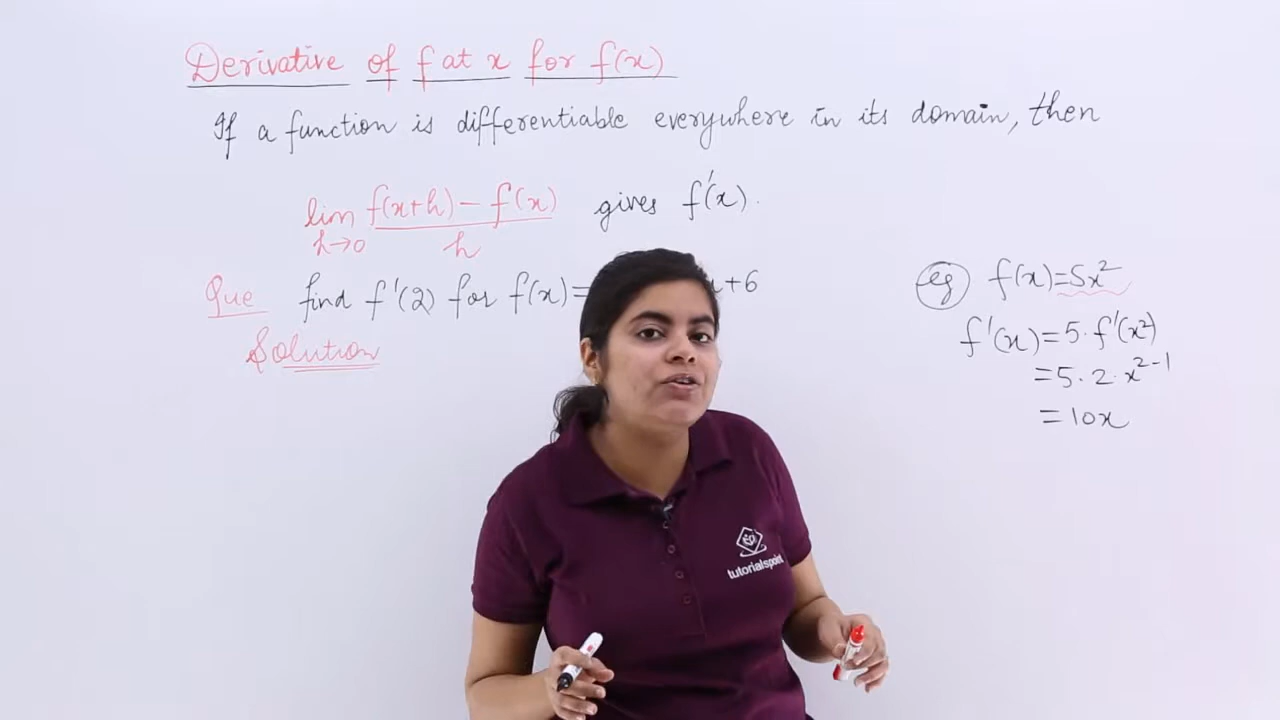 Derivative of f at x for f(x)
If a function is differentiable everywhere in its domain, then
lim h→0 f(x+h) – f(x) / h gives f'(x).
Que find f'(2) for f(x)= +6
Solution
eg f(x)=5x²
f'(x)=5·f'(x²)
=5·2·x²⁻¹
=10x
tutorialspoint